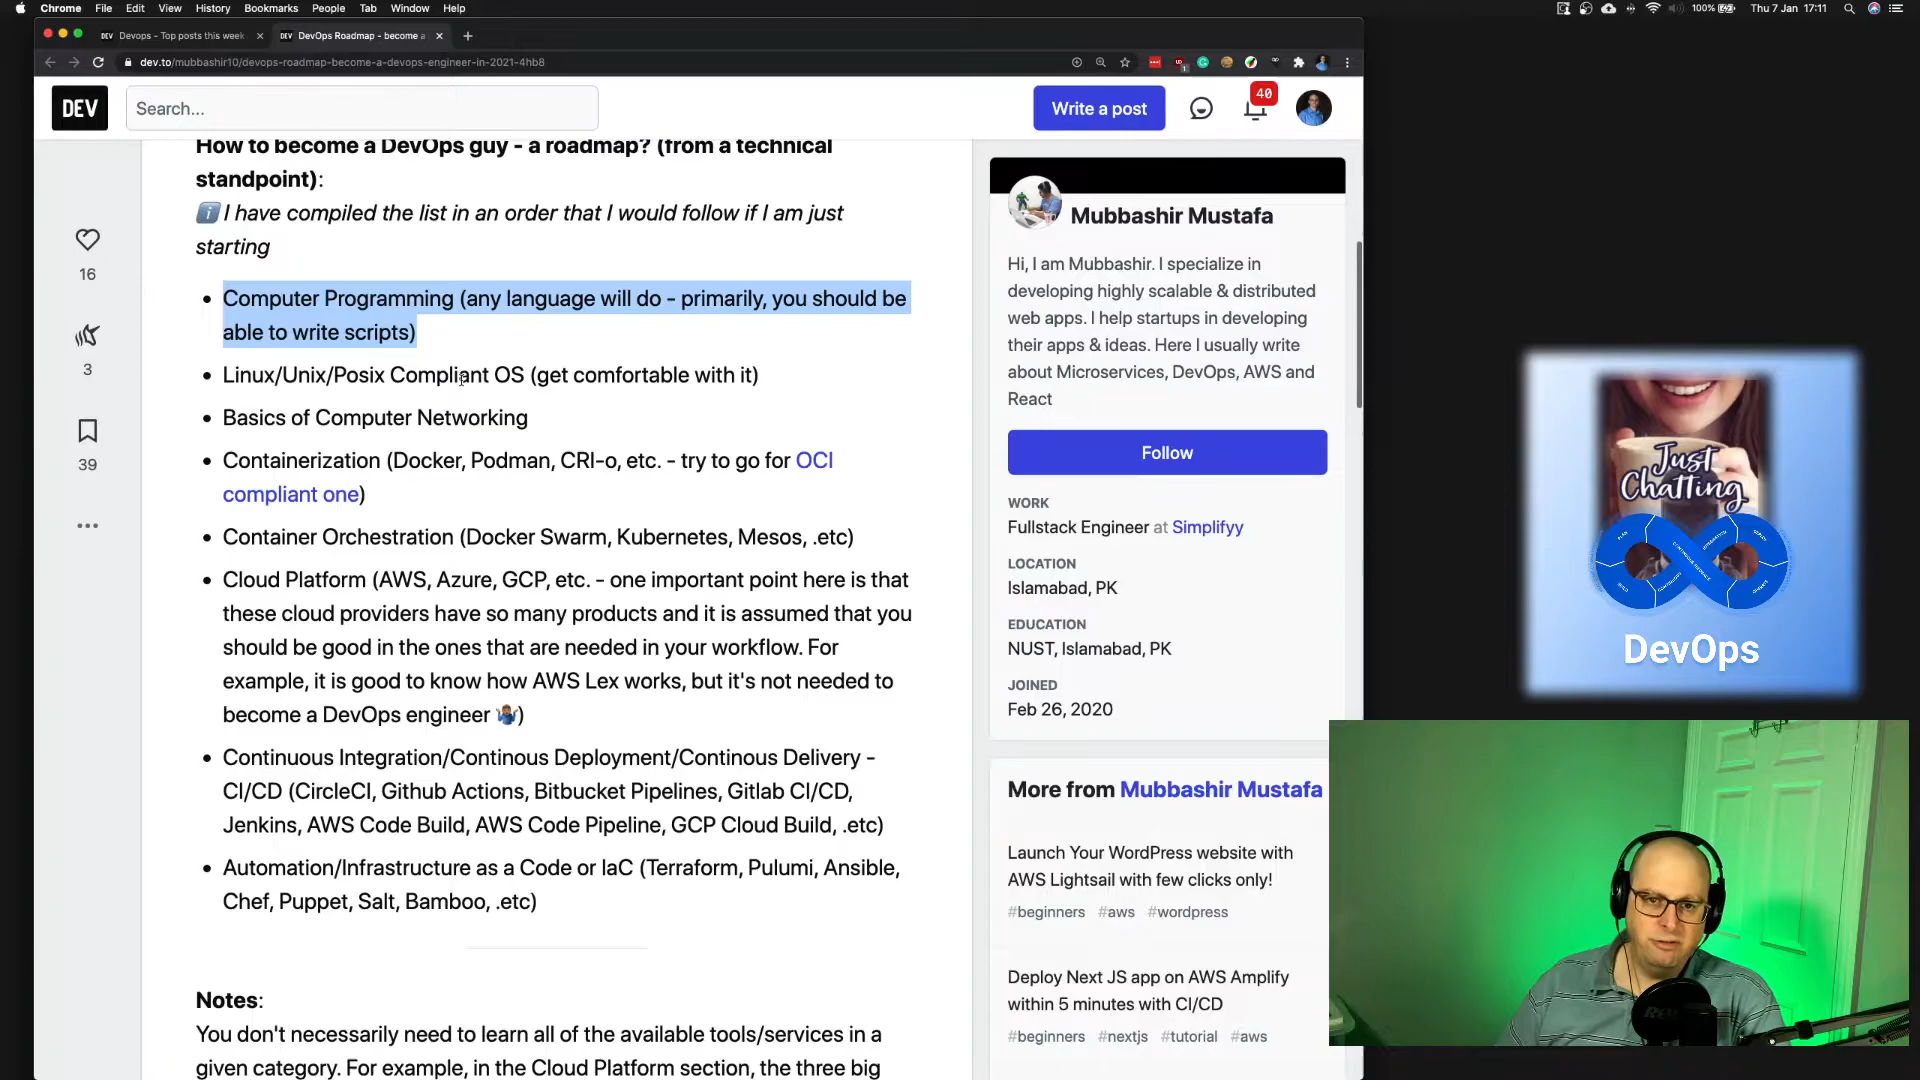 Chrome File Edit View History Bookmarks People Tab Window Help
100% Thu 7 Jan 17:11
DEV Devops - Top posts this week
DEV DevOps Roadmap - become a
dev.to/mubbashir10/devops-roadmap-become-a-devops-engineer-in-2021-4hb8
DEV
Search...
Write a post
40
How to become a DevOps guy - a roadmap? (from a technical
standpoint):
I have compiled the list in an order that I would follow if I am just
starting
16
3
39
• Computer Programming (any language will do - primarily, you should be
able to write scripts)
• Linux/Unix/Posix Compliant OS (get comfortable with it)
• Basics of Computer Networking
• Containerization (Docker, Podman, CRI-o, etc. - try to go for OCI
compliant one)
• Container Orchestration (Docker Swarm, Kubernetes, Mesos, .etc)
• Cloud Platform (AWS, Azure, GCP, etc. - one important point here is that
these cloud providers have so many products and it is assumed that you
should be good in the ones that are needed in your workflow. For
example, it is good to know how AWS Lex works, but it's not needed to
become a DevOps engineer 🤷🏽‍♂️)
• Continuous Integration/Continous Deployment/Continous Delivery -
CI/CD (CircleCI, Github Actions, Bitbucket Pipelines, Gitlab CI/CD,
Jenkins, AWS Code Build, AWS Code Pipeline, GCP Cloud Build, .etc)
• Automation/Infrastructure as a Code or IaC (Terraform, Pulumi, Ansible,
Chef, Puppet, Salt, Bamboo, .etc)
Notes:
You don't necessarily need to learn all of the available tools/services in a
given category. For example, in the Cloud Platform section, the three big
Mubbashir Mustafa
Hi, I am Mubbashir. I specialize in
developing highly scalable & distributed
web apps. I help startups in developing
their apps & ideas. Here I usually write
about Microservices, DevOps, AWS and
React
Follow
WORK
Fullstack Engineer at Simplifyy
LOCATION
Islamabad, PK
EDUCATION
NUST, Islamabad, PK
JOINED
Feb 26, 2020
More from Mubbashir Mustafa
Launch Your WordPress website with
AWS Lightsail with few clicks only!
#beginners #aws #wordpress
Deploy Next JS app on AWS Amplify
within 5 minutes with CI/CD
#beginners #nextjs #tutorial #aws
Just
Chatting
DevOps